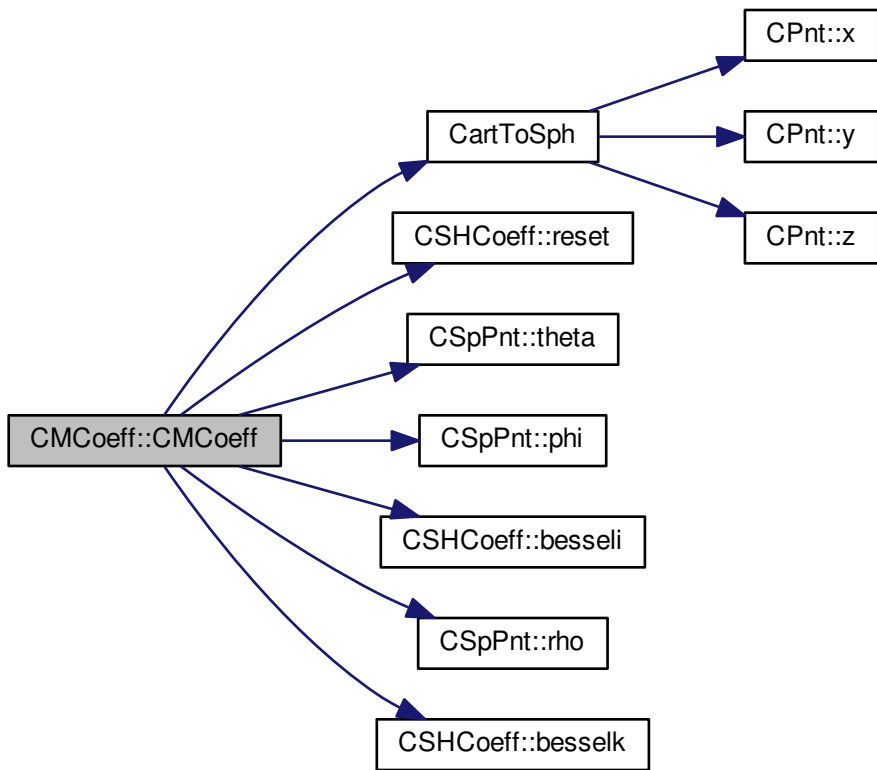 CPnt::x
CartToSph
CPnt::y
CPnt::z
CSHCoeff::reset
CSpPnt::theta
CMCoeff::CMCoeff
CSpPnt::phi
CSHCoeff::besseli
CSpPnt::rho
CSHCoeff::besselk